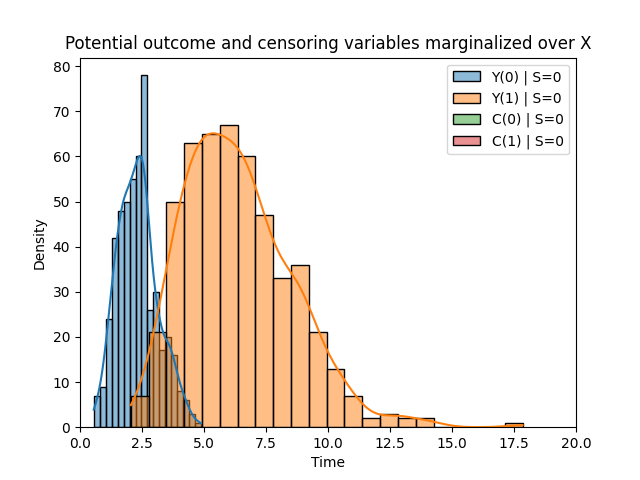 Potential outcome and censoring variables marginalized over X
Y(0) | S=0
Y(1) | S=0
C(0) | S=0
C(1) | S=0
Density
80
70
60
50
40
30
20
10
0
0.0 2.5 5.0 7.5 10.0 12.5 15.0 17.5 20.0
Time